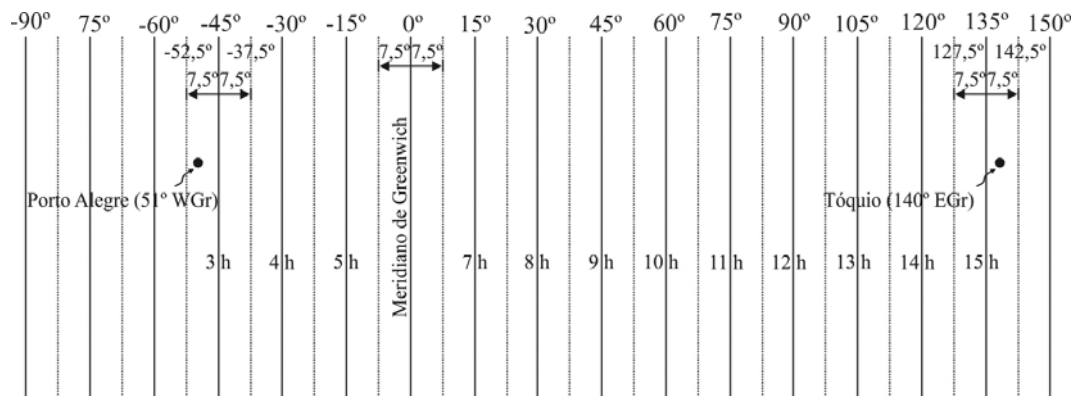 -90º 75º -60º -45º -30º -15º 0º 15º 30º 45º 60º 75º 90º 105º 120º 135º 150º
-52,5º -37,5º 7,5º 7,5º 127,5º 142,5º
7,5º 7,5º 7,5º 7,5º
Meridiano de Greenwich
Porto Alegre (51º WGr) Tóquio (140º EGr)
3 h 4 h 5 h 7 h 8 h 9 h 10 h 11 h 12 h 13 h 14 h 15 h